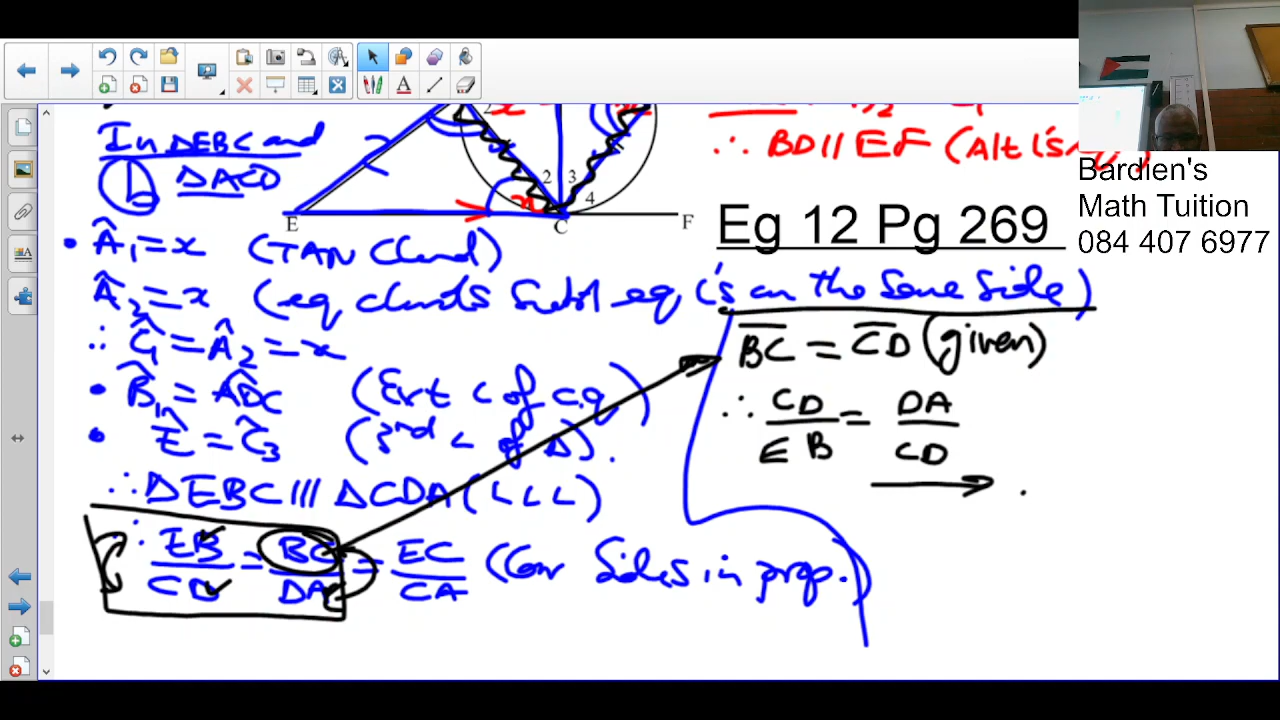 In ΔEBC and
b ΔACD
2 3
x 4
E C F
∴ BD//EF (Alt ∠'s
Bardien's
Math Tuition
084 407 6977
Eg 12 Pg 269
• Â₁ = x (TAN Chord)
Â₂ = x (eq chords Subt eq ∠'s on the Same Side)
∴ Ĉ₁ = Â₂ = x
• B̂₁ = AD̂C (Ext ∠ of c.q)
• Ê = Ĉ₃ (3rd ∠ of Δ).
∴ ΔEBC /// ΔCDA (∠∠∠)
∴ EB/CD = BC/DA = EC/CA (Corr Sides in prop.)
BC = CD (given)
∴ CD/EB = DA/CD